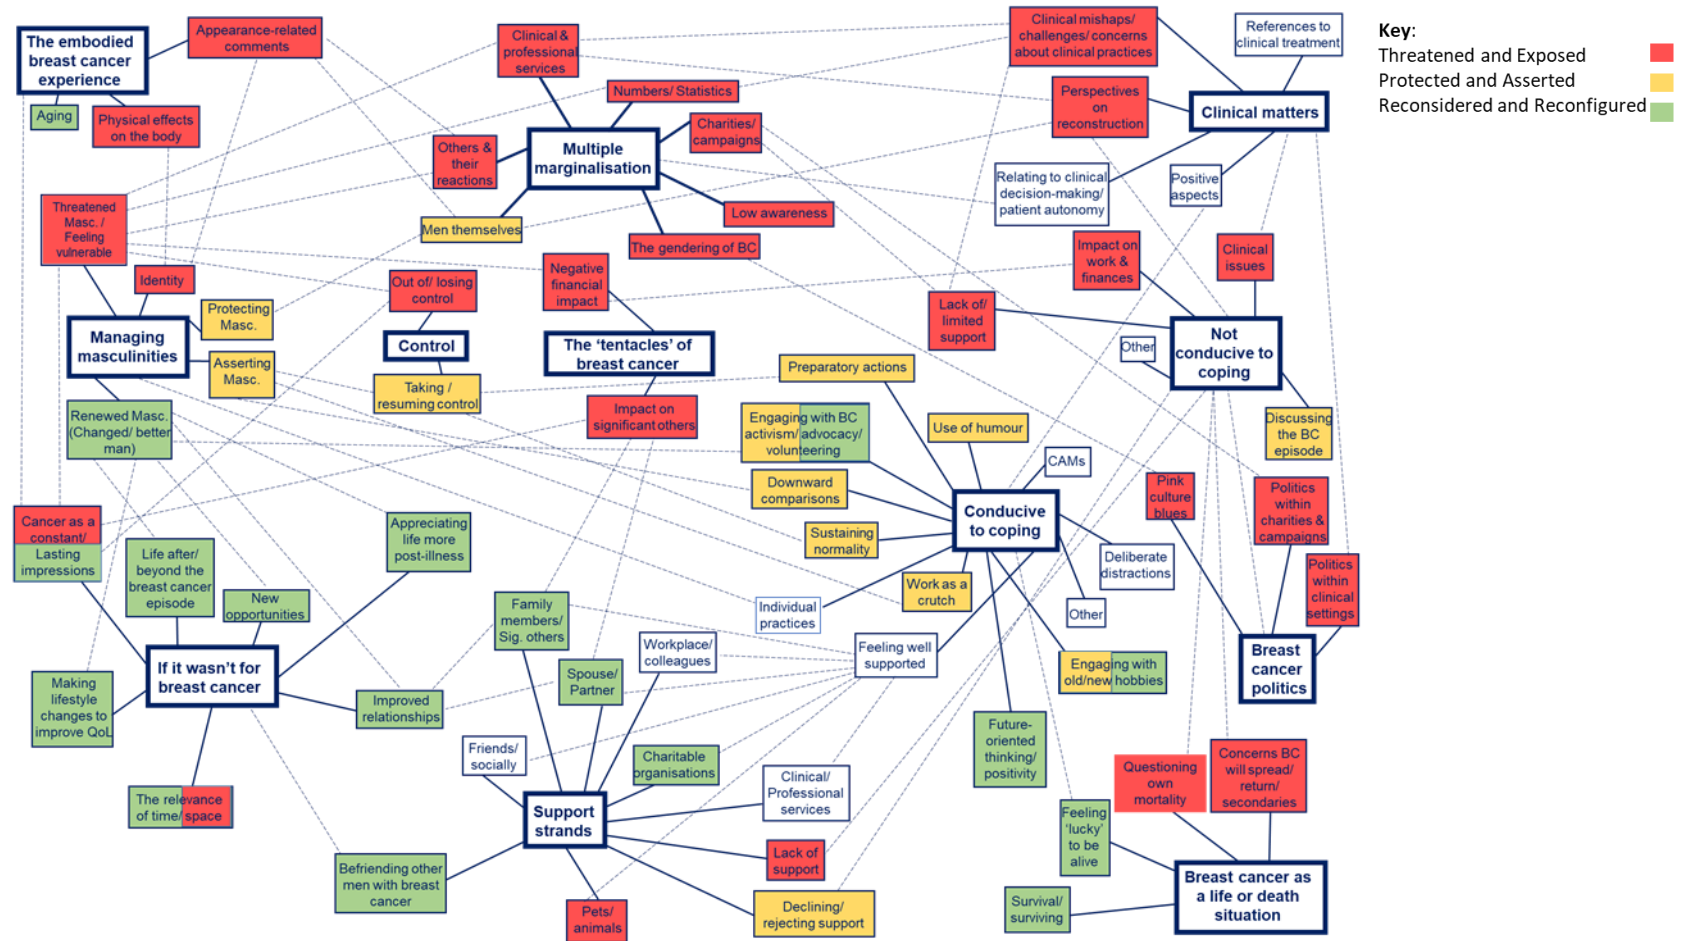 The embodied
breast cancer
experience
Appearance-related
comments
Aging
Physical effects
on the body
Clinical &
professional
services
Numbers/ Statistics
Charities/
campaigns
Others &
their
reactions
Multiple
marginalisation
Men themselves
Low awareness
The gendering of BC
Clinical mishaps/
challenges/ concerns
about clinical practices
References to
clinical treatment
Perspectives
on
reconstruction
Clinical matters
Relating to clinical
decision-making/
patient autonomy
Positive
aspects
Key:
Threatened and Exposed
Protected and Asserted
Reconsidered and Reconfigured
Threatened
Masc. /
Feeling
vulnerable
Identity
Protecting
Masc.
Managing
masculinities
Asserting
Masc.
Renewed Masc.
(Changed/ better
man)
Out of/ losing
control
Control
Taking /
resuming control
Negative
financial
impact
The ‘tentacles’ of
breast cancer
Impact on
significant others
Impact on
work &
finances
Clinical
issues
Lack of/
limited
support
Other
Not
conducive to
coping
Discussing
the BC
episode
Preparatory actions
Engaging with BC
activism/ advocacy/
volunteering
Use of humour
CAMs
Downward
comparisons
Sustaining
normality
Conducive
to coping
Work as a
crutch
Individual
practices
Deliberate
distractions
Other
Feeling well
supported
Engaging with
old/new hobbies
Future-
oriented
thinking/
positivity
Pink
culture
blues
Politics
within
charities &
campaigns
Politics
within
clinical
settings
Breast
cancer
politics
Cancer as a
constant/
Lasting
impressions
Life after/
beyond the
breast cancer
episode
New
opportunities
Appreciating
life more
post-illness
If it wasn’t for
breast cancer
Making
lifestyle
changes to
improve QoL
Improved
relationships
The relevance
of time/ space
Befriending other
men with breast
cancer
Family
members/
Sig. others
Spouse/
Partner
Workplace/
colleagues
Friends/
socially
Charitable
organisations
Clinical/
Professional
services
Support
strands
Lack of
support
Declining/
rejecting support
Pets/
animals
Questioning
own
mortality
Concerns BC
will spread/
return/
secondaries
Feeling
‘lucky’
to be
alive
Survival/
surviving
Breast cancer as
a life or death
situation